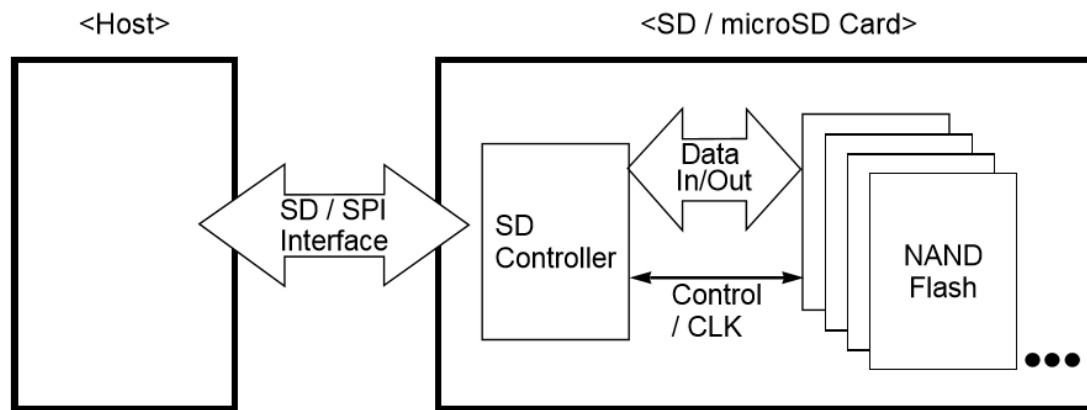 <Host>
<SD / microSD Card>
SD / SPI
Interface
SD
Controller
Data
In/Out
Control
/ CLK
NAND
Flash